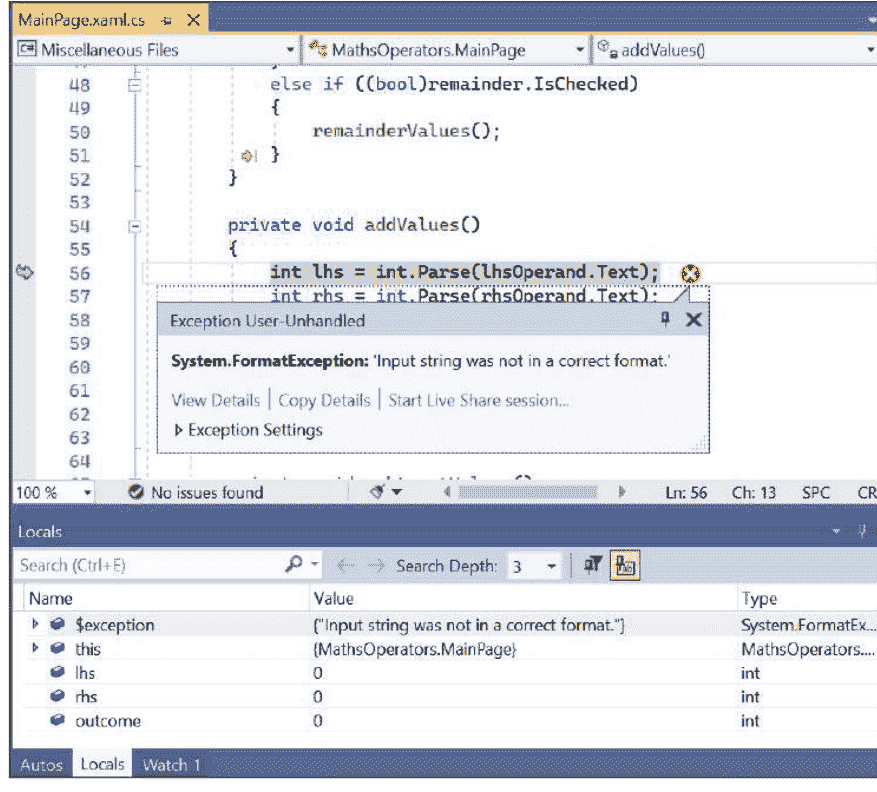 MainPage.xaml.cs
C# Miscellaneous Files MathsOperators.MainPage addValues()
48 else if ((bool)remainder.IsChecked)
49 {
50 remainderValues();
51 }
52 }
53
54 private void addValues()
55 {
56 int lhs = int.Parse(lhsOperand.Text);
57 int rhs = int.Parse(rhsOperand.Text);
58 Exception User-Unhandled
59
60 System.FormatException: 'Input string was not in a correct format.'
61
62 View Details | Copy Details | Start Live Share session...
63 Exception Settings
64
100 % No issues found Ln: 56 Ch: 13 SPC CR
Locals
Search (Ctrl+E) Search Depth: 3
Name Value Type
$exception {"Input string was not in a correct format."} System.FormatEx...
this {MathsOperators.MainPage} MathsOperators....
lhs 0 int
rhs 0 int
outcome 0 int
Autos Locals Watch 1